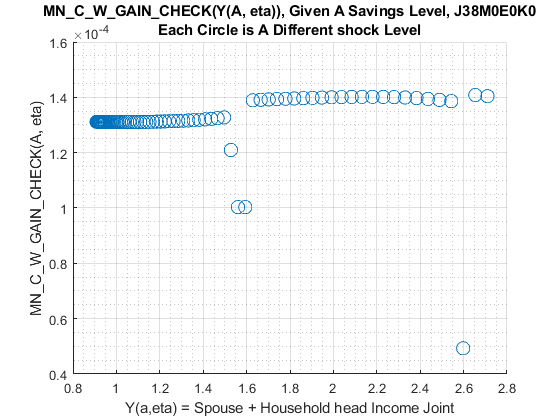 MN_C_W_GAIN_CHECK(Y(A, eta)), Given A Savings Level, J38M0E0K0
Each Circle is A Different shock Level
×10⁻⁴
1.6
1.4
1.2
1
0.8
0.6
0.4
MN_C_W_GAIN_CHECK(A, eta)
0.8 1 1.2 1.4 1.6 1.8 2 2.2 2.4 2.6 2.8
Y(a,eta) = Spouse + Household head Income Joint